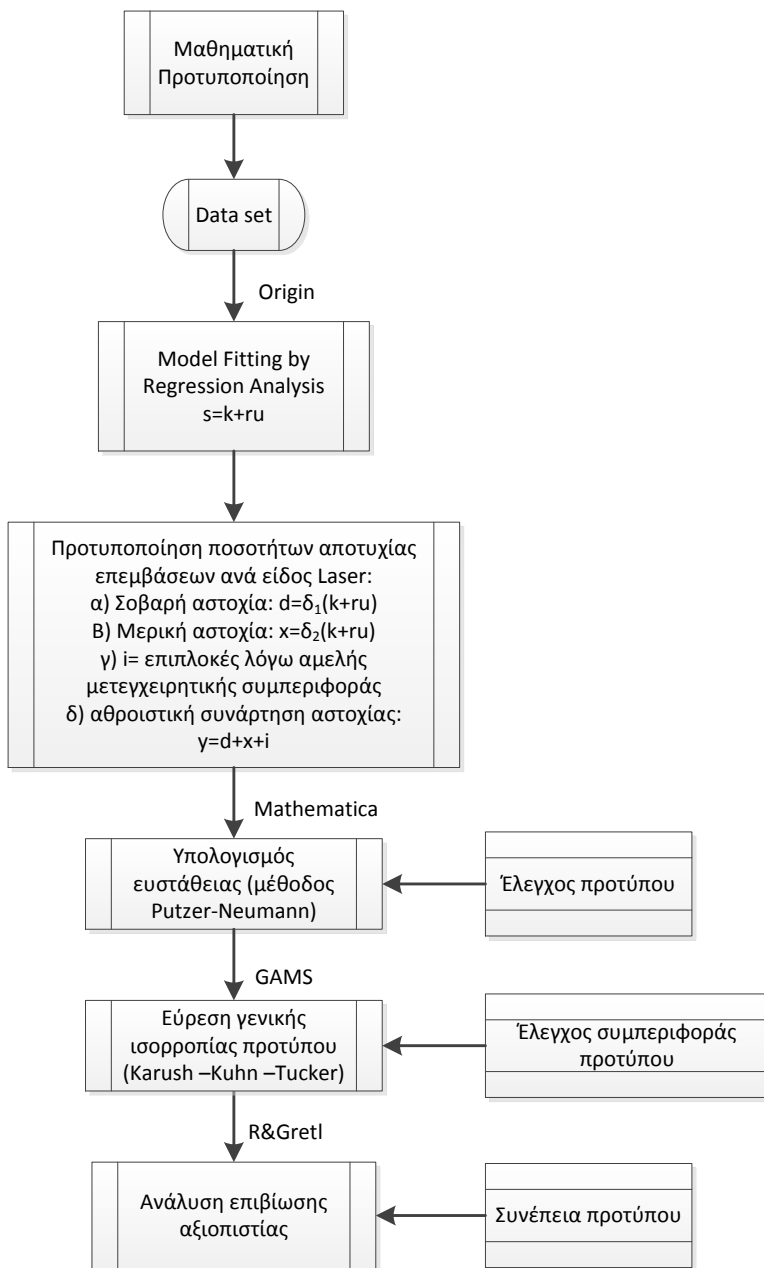 Μαθηματική
Προτυποποίηση
Data set
Origin
Model Fitting by
Regression Analysis
s=k+ru
Προτυποποίηση ποσοτήτων αποτυχίας
επεμβάσεων ανά είδος Laser:
α) Σοβαρή αστοχία: d=δ₁(k+ru)
Β) Μερική αστοχία: x=δ₂(k+ru)
γ) i= επιπλοκές λόγω αμελής
μετεγχειρητικής συμπεριφοράς
δ) αθροιστική συνάρτηση αστοχίας:
y=d+x+i
Mathematica
Υπολογισμός
ευστάθειας (μέθοδος
Putzer-Neumann)
Έλεγχος προτύπου
GAMS
Εύρεση γενικής
ισορροπίας προτύπου
(Karush –Kuhn –Tucker)
Έλεγχος συμπεριφοράς
προτύπου
R&Gretl
Ανάλυση επιβίωσης
αξιοπιστίας
Συνέπεια προτύπου